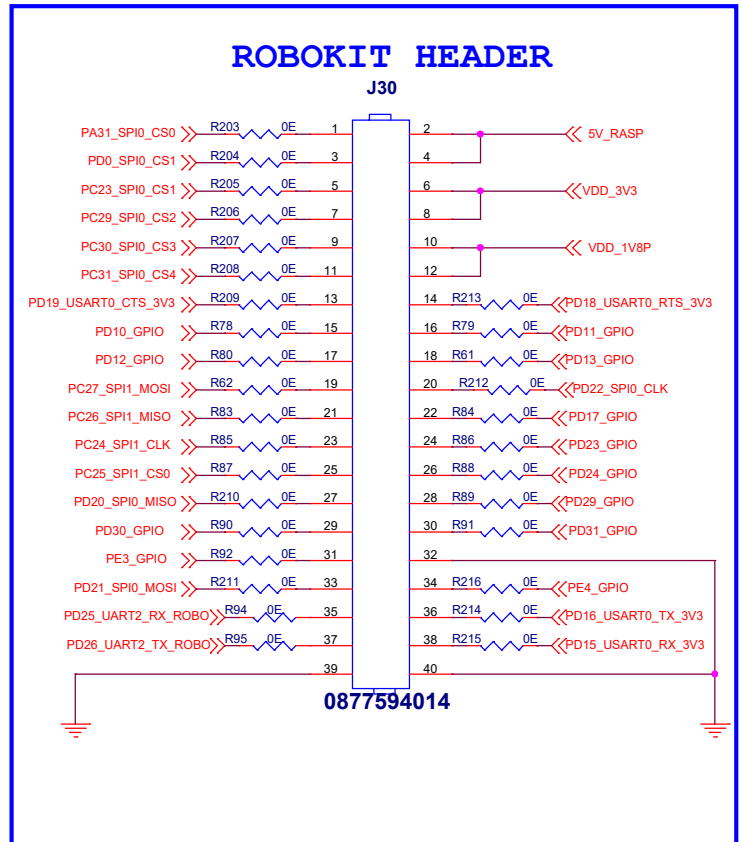 ROBOKIT HEADER
J30
PA31_SPI0_CS0 R203 0E 1 2 5V_RASP
PD0_SPI0_CS1 R204 0E 3 4
PC23_SPI0_CS1 R205 0E 5 6 VDD_3V3
PC29_SPI0_CS2 R206 0E 7 8
PC30_SPI0_CS3 R207 0E 9 10 VDD_1V8P
PC31_SPI0_CS4 R208 0E 11 12
PD19_USART0_CTS_3V3 R209 0E 13 14 R213 0E PD18_USART0_RTS_3V3
PD10_GPIO R78 0E 15 16 R79 0E PD11_GPIO
PD12_GPIO R80 0E 17 18 R61 0E PD13_GPIO
PC27_SPI1_MOSI R62 0E 19 20 R212 0E PD22_SPI0_CLK
PC26_SPI1_MISO R83 0E 21 22 R84 0E PD17_GPIO
PC24_SPI1_CLK R85 0E 23 24 R86 0E PD23_GPIO
PC25_SPI1_CS0 R87 0E 25 26 R88 0E PD24_GPIO
PD20_SPI0_MISO R210 0E 27 28 R89 0E PD29_GPIO
PD30_GPIO R90 0E 29 30 R91 0E PD31_GPIO
PE3_GPIO R92 0E 31 32
PD21_SPI0_MOSI R211 0E 33 34 R216 0E PE4_GPIO
PD25_UART2_RX_ROBO R94 0E 35 36 R214 0E PD16_USART0_TX_3V3
PD26_UART2_TX_ROBO R95 0E 37 38 R215 0E PD15_USART0_RX_3V3
39 40
0877594014